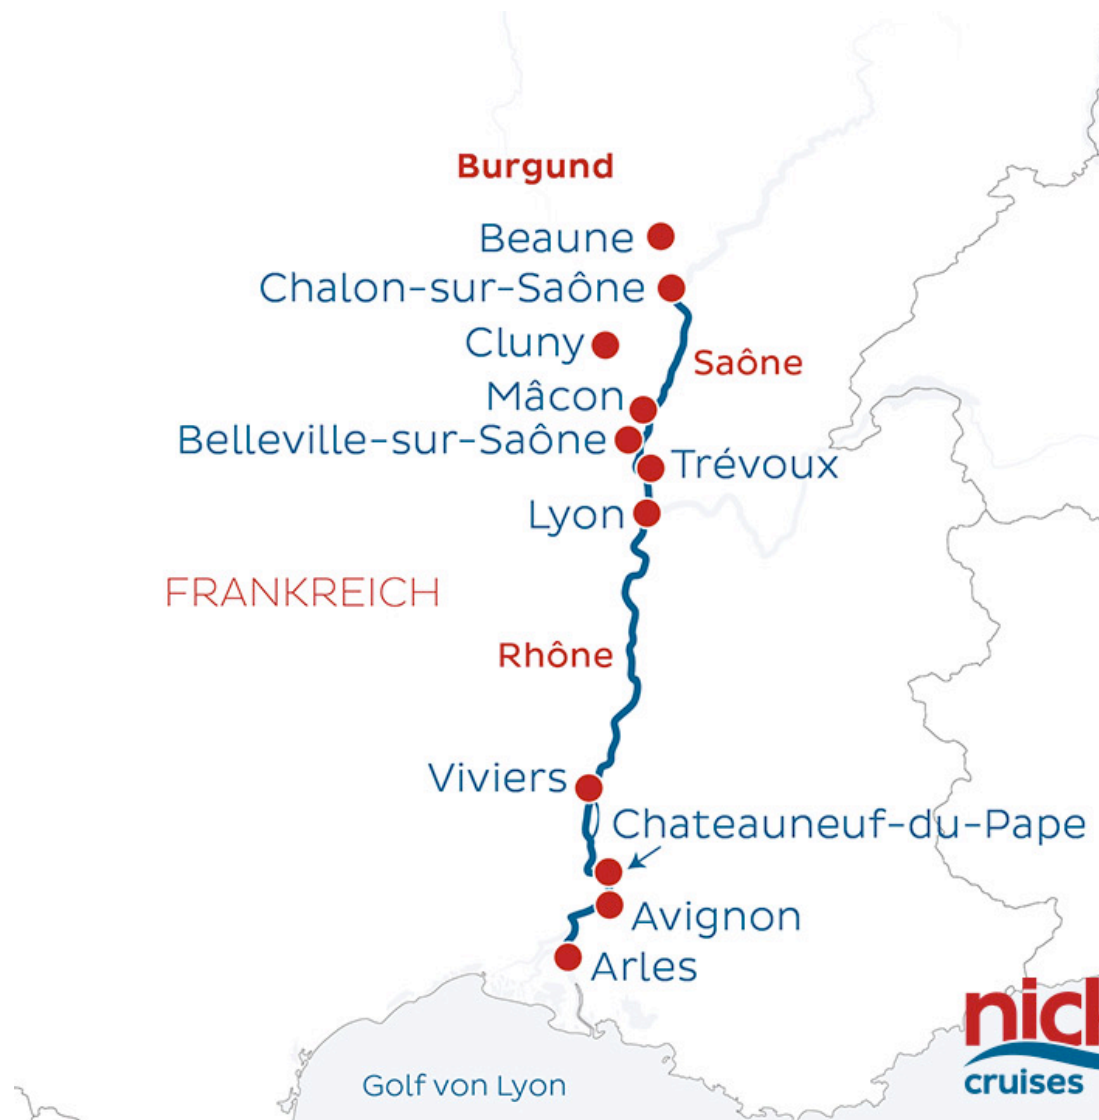 Burgund
Beaune
Chalon-sur-Saône
Cluny
Saône
Mâcon
Belleville-sur-Saône
Trévoux
Lyon
FRANKREICH
Rhône
Viviers
Chateauneuf-du-Pape
Avignon
Arles
cruises
Golf von Lyon